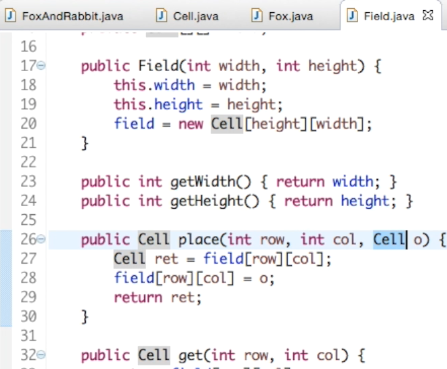 FoxAndRabbit.java Cell.java Fox.java Field.java
16
17 public Field(int width, int height) {
18 this.width = width;
19 this.height = height;
20 field = new Cell[height][width];
21 }
22
23 public int getWidth() { return width; }
24 public int getHeight() { return height; }
25
26 public Cell place(int row, int col, Cell o) {
27 Cell ret = field[row][col];
28 field[row][col] = o;
29 return ret;
30 }
31
32 public Cell get(int row, int col) {